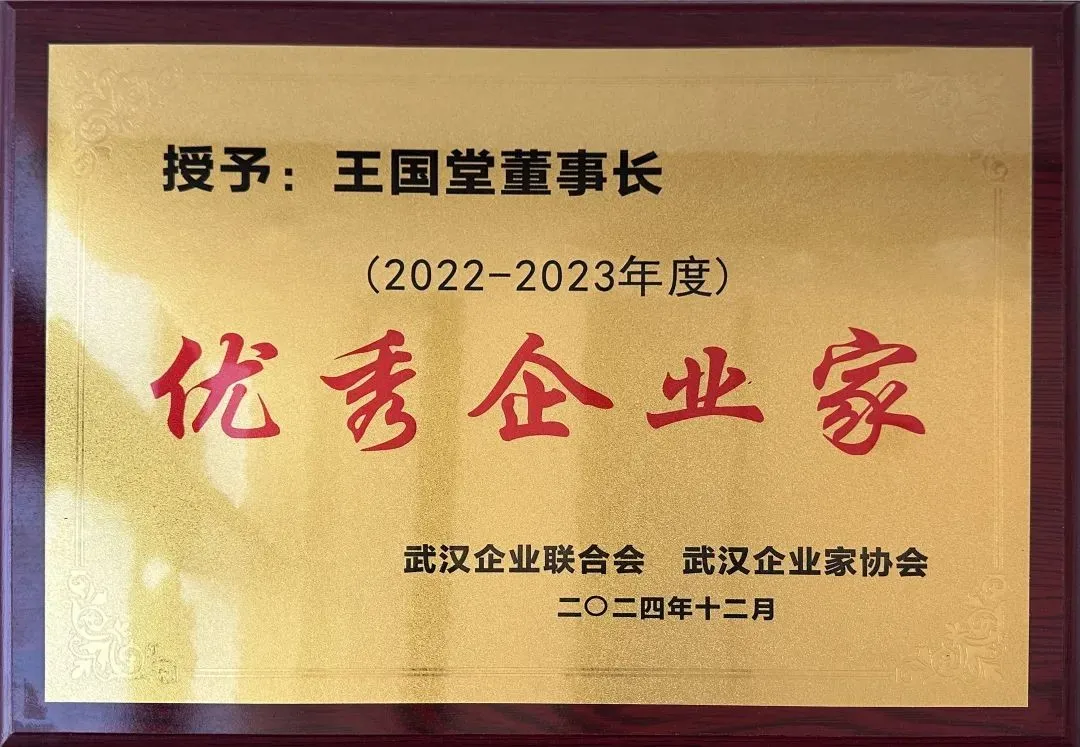 授予：王国堂董事长
（2022-2023年度）
优秀企业家
武汉企业联合会　武汉企业家协会
二〇二四年十二月